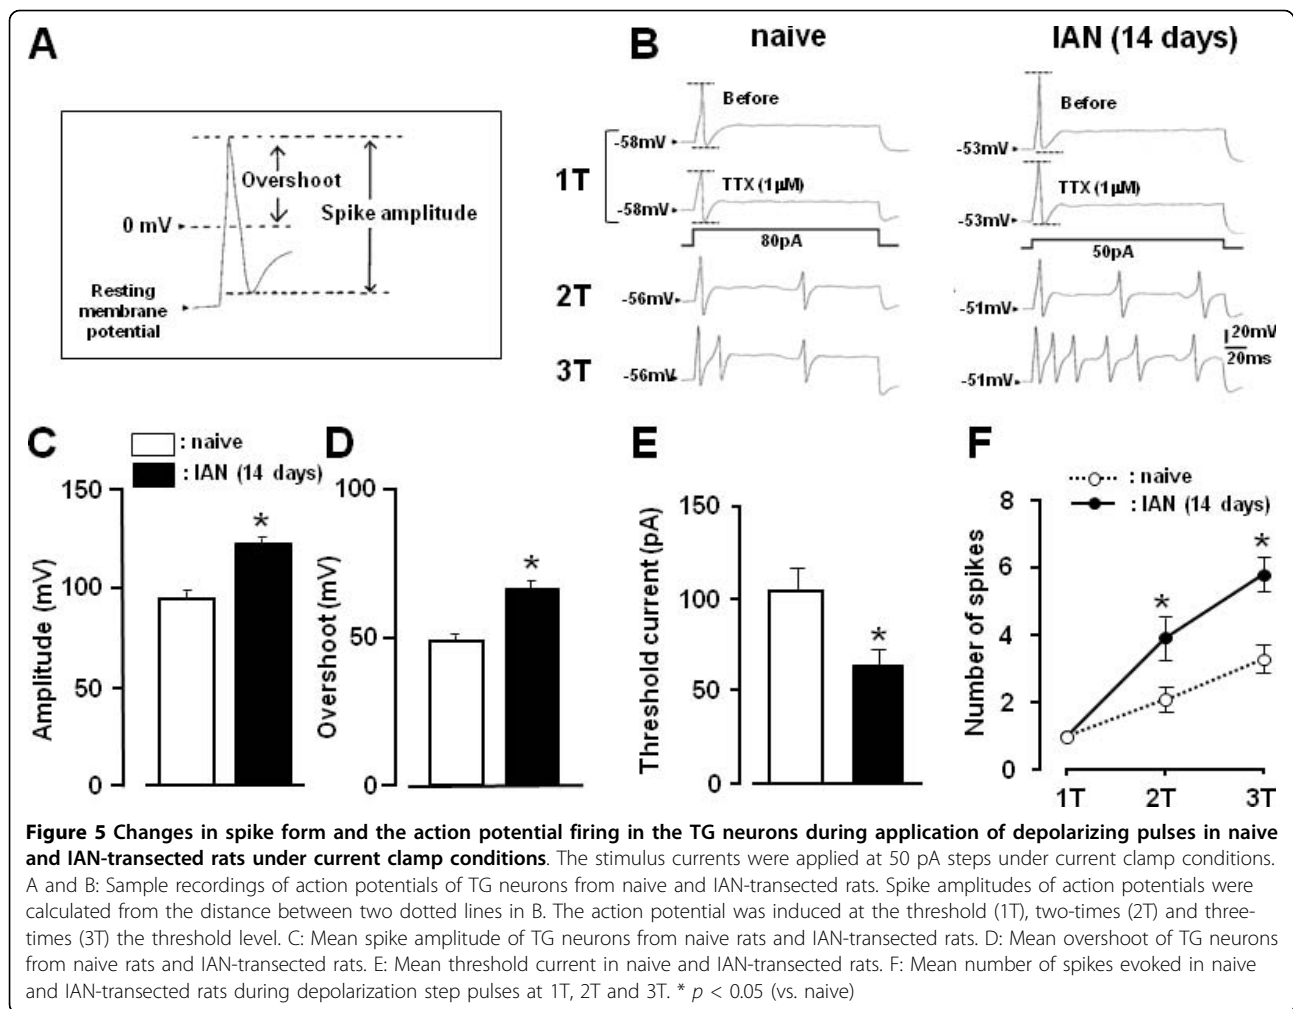 A
Overshoot
Spike amplitude
0 mV
Resting
membrane
potential
B
naive
IAN (14 days)
Before
Before
-58mV
-53mV
1T
TTX (1μM)
TTX (1μM)
-58mV
-53mV
80pA
50pA
2T
-56mV
-51mV
20mV
20ms
3T
-56mV
-51mV
C
: naive
: IAN (14 days)
150
100
50
0
Amplitude (mV)
*
D
100
50
0
Overshoot (mV)
*
E
150
100
50
0
Threshold current (pA)
*
F
: naive
: IAN (14 days)
8
6
4
2
0
Number of spikes
*
*
1T 2T 3T
Figure 5 Changes in spike form and the action potential firing in the TG neurons during application of depolarizing pulses in naive
and IAN-transected rats under current clamp conditions. The stimulus currents were applied at 50 pA steps under current clamp conditions.
A and B: Sample recordings of action potentials of TG neurons from naive and IAN-transected rats. Spike amplitudes of action potentials were
calculated from the distance between two dotted lines in B. The action potential was induced at the threshold (1T), two-times (2T) and three-
times (3T) the threshold level. C: Mean spike amplitude of TG neurons from naive rats and IAN-transected rats. D: Mean overshoot of TG neurons
from naive rats and IAN-transected rats. E: Mean threshold current in naive and IAN-transected rats. F: Mean number of spikes evoked in naive
and IAN-transected rats during depolarization step pulses at 1T, 2T and 3T. * p < 0.05 (vs. naive)